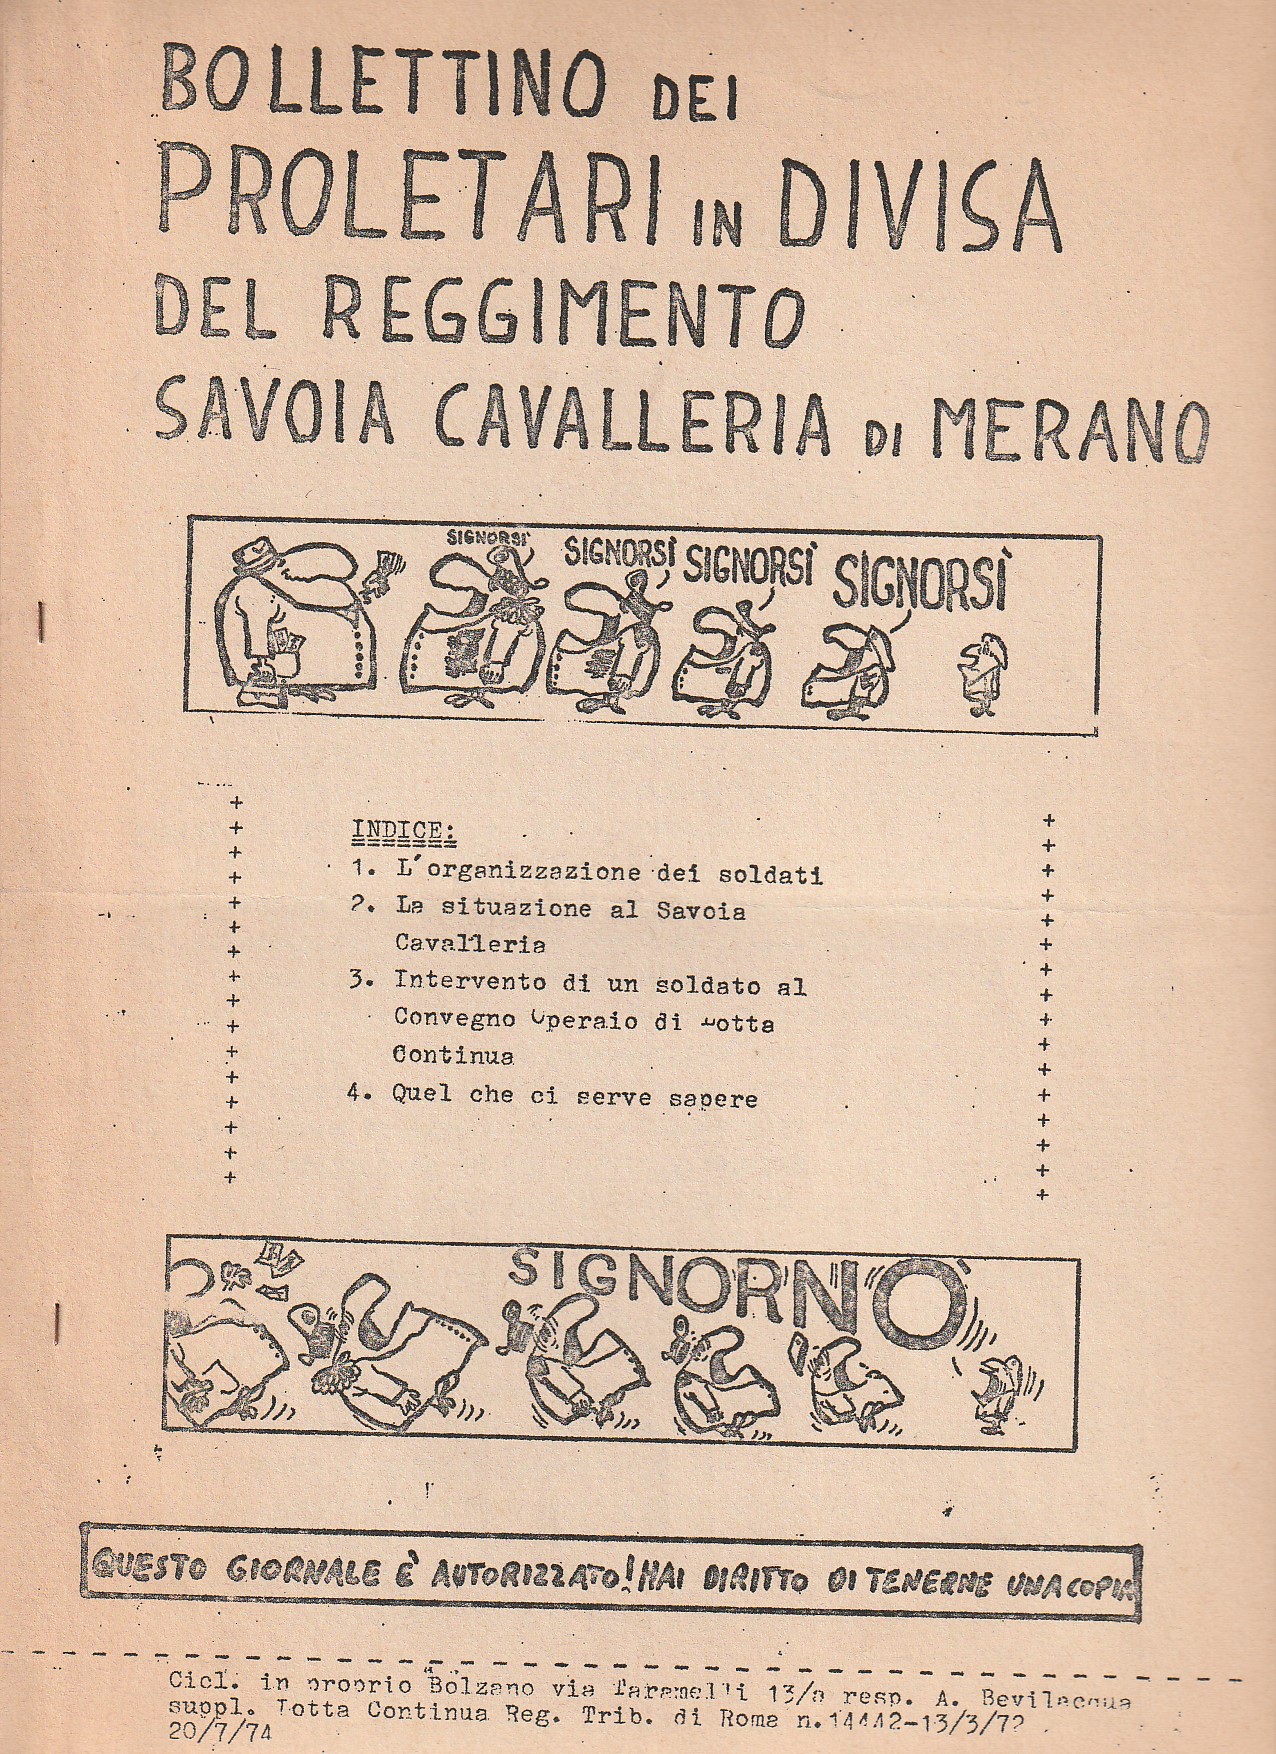 BOLLETTINO DEI
PROLETARI IN DIVISA
DEL REGGIMENTO
SAVOIA CAVALLERIA DI MERANO
SIGNORSÌ
SIGNORSÌ
SIGNORSÌ
SIGNORSÌ
INDICE:
1. L'organizzazione dei soldati
2. La situazione al Savoia
Cavalleria
3. Intervento di un soldato al
Convegno Operaio di Lotta
Continua
4. Quel che ci serve sapere
SIGNORNÒ
QUESTO GIORNALE È AUTORIZZATO! HAI DIRITTO DI TENERNE UNA COPIA
Cicl. in proprio Bolzano via Taramelli 13/a resp. A. Bevilacqua
suppl. Lotta Continua Reg. Trib. di Roma n.14442-13/3/72
20/7/74